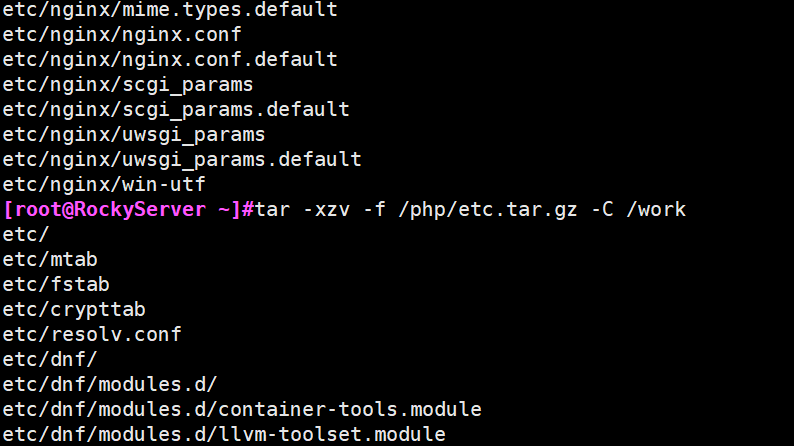 etc/nginx/mime.types.default
etc/nginx/nginx.conf
etc/nginx/nginx.conf.default
etc/nginx/scgi_params
etc/nginx/scgi_params.default
etc/nginx/uwsgi_params
etc/nginx/uwsgi_params.default
etc/nginx/win-utf
[root@RockyServer ~]#tar -xzv -f /php/etc.tar.gz -C /work
etc/
etc/mtab
etc/fstab
etc/crypttab
etc/resolv.conf
etc/dnf/
etc/dnf/modules.d/
etc/dnf/modules.d/container-tools.module
etc/dnf/modules.d/llvm-toolset.module